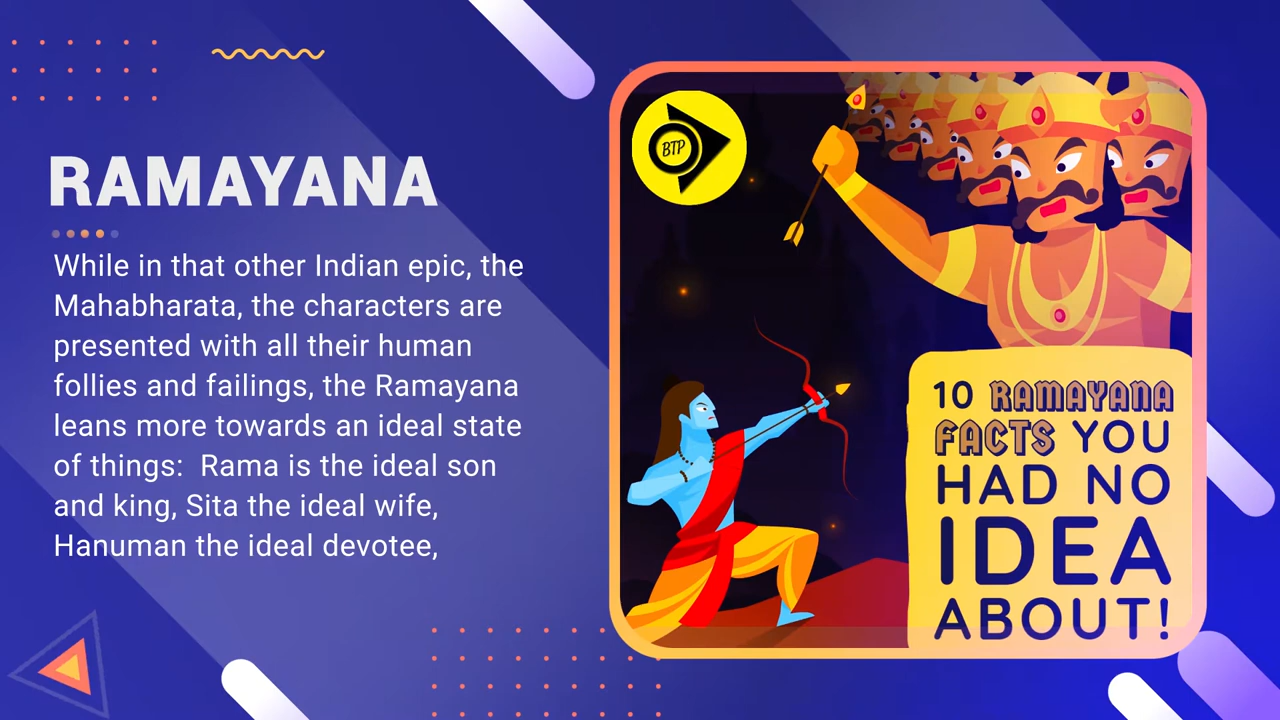 RAMAYANA
While in that other Indian epic, the
Mahabharata, the characters are
presented with all their human
follies and failings, the Ramayana
leans more towards an ideal state
of things:  Rama is the ideal son
and king, Sita the ideal wife,
Hanuman the ideal devotee,
BTP
10 RAMAYANA
FACTS YOU
HAD NO
IDEA
ABOUT!